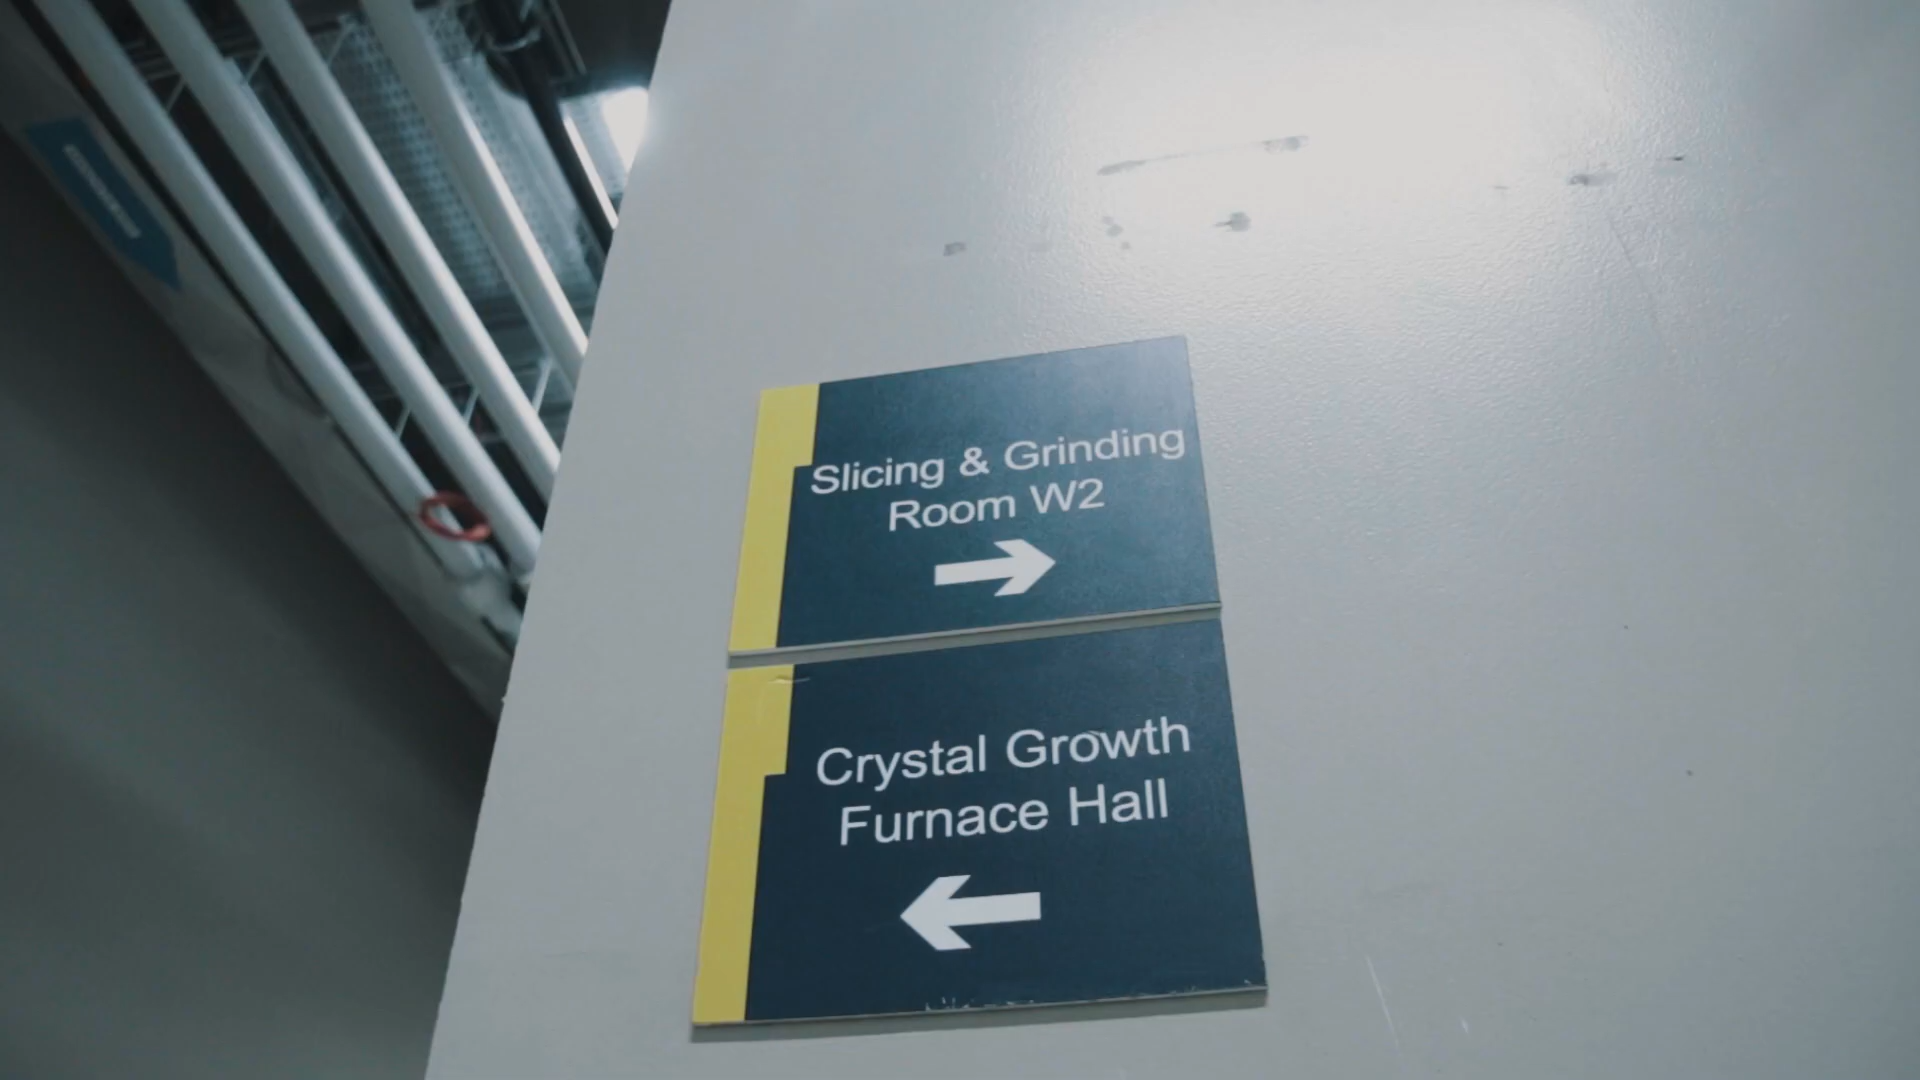 Slicing & Grinding
Room W2
Crystal Growth
Furnace Hall